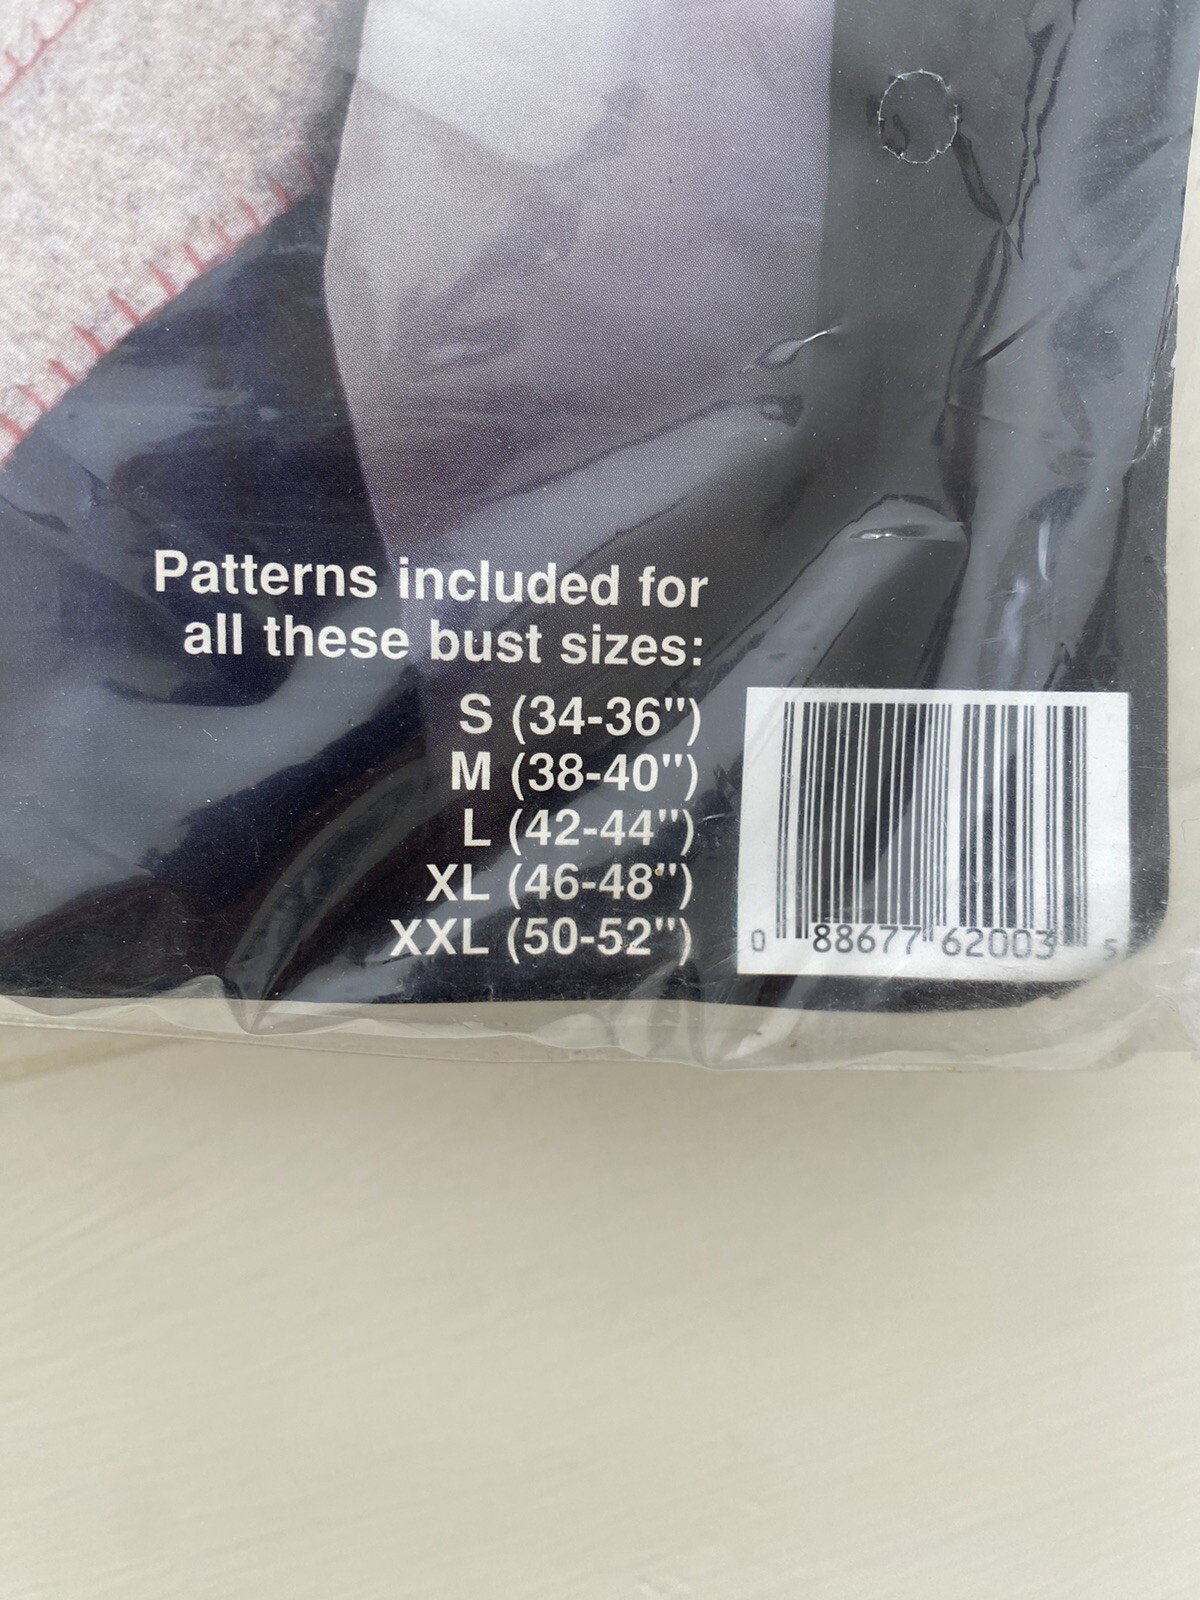 Patterns included for
all these bust sizes:
S (34-36")
M (38-40")
L (42-44")
XL (46-48")
XXL (50-52")
0 88677 62003 5